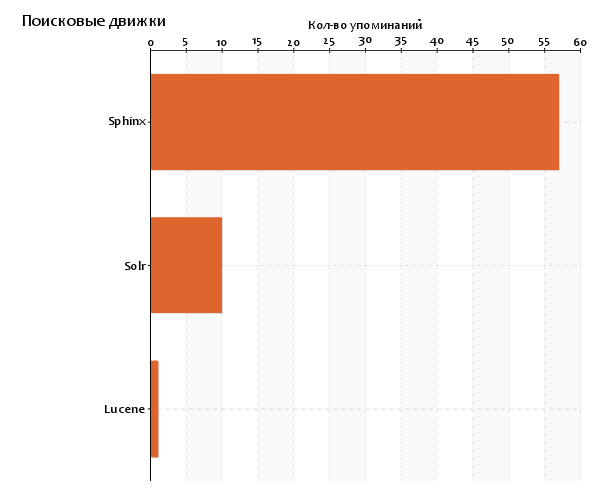 Поисковые движки
Кол-во упоминаний
0 5 10 15 20 25 30 35 40 45 50 55 60
Sphinx
Solr
Lucene